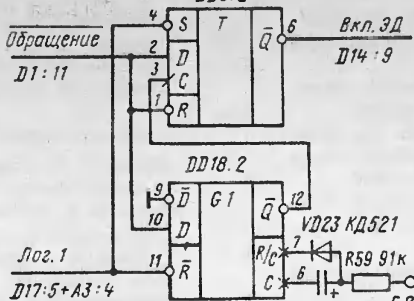 4 S T 6 Вкл. ЭД
Обращение 2 D Q D14:9
D1:11 3 C
1 R
DD18.2
9 D G1 Q 12
10 D VD23 КД521
R/C 7
Лог. 1 11 R R59 91к
D17:5+А3:4 C 6 +